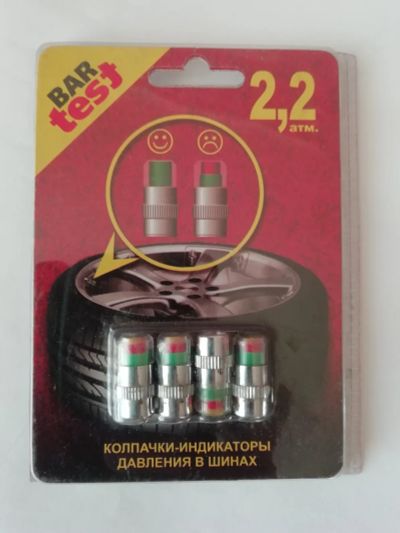 BAR
test
2,2
атм.
КОЛПАЧКИ-ИНДИКАТОРЫ
ДАВЛЕНИЯ В ШИНАХ